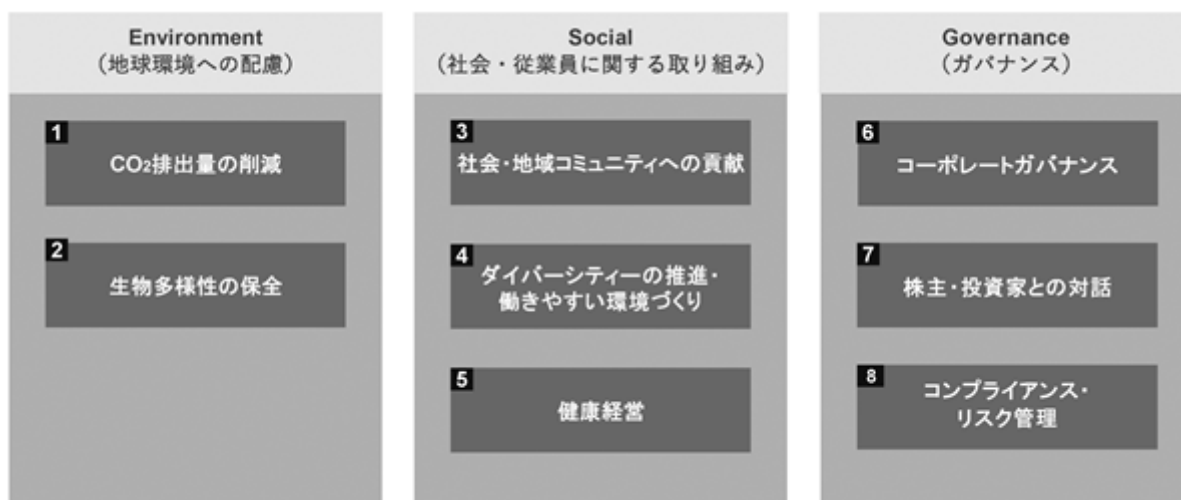 Environment
（地球環境への配慮）
1
CO₂排出量の削減
2
生物多様性の保全
Social
（社会・従業員に関する取り組み）
3
社会・地域コミュニティへの貢献
4
ダイバーシティーの推進・
働きやすい環境づくり
5
健康経営
Governance
（ガバナンス）
6
コーポレートガバナンス
7
株主・投資家との対話
8
コンプライアンス・
リスク管理